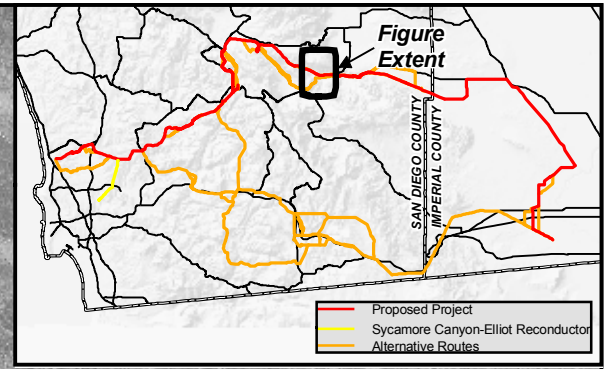 Figure
Extent
SAN DIEGO COUNTY
IMPERIAL COUNTY
Proposed Project
Sycamore Canyon-Elliot Reconductor
Alternative Routes